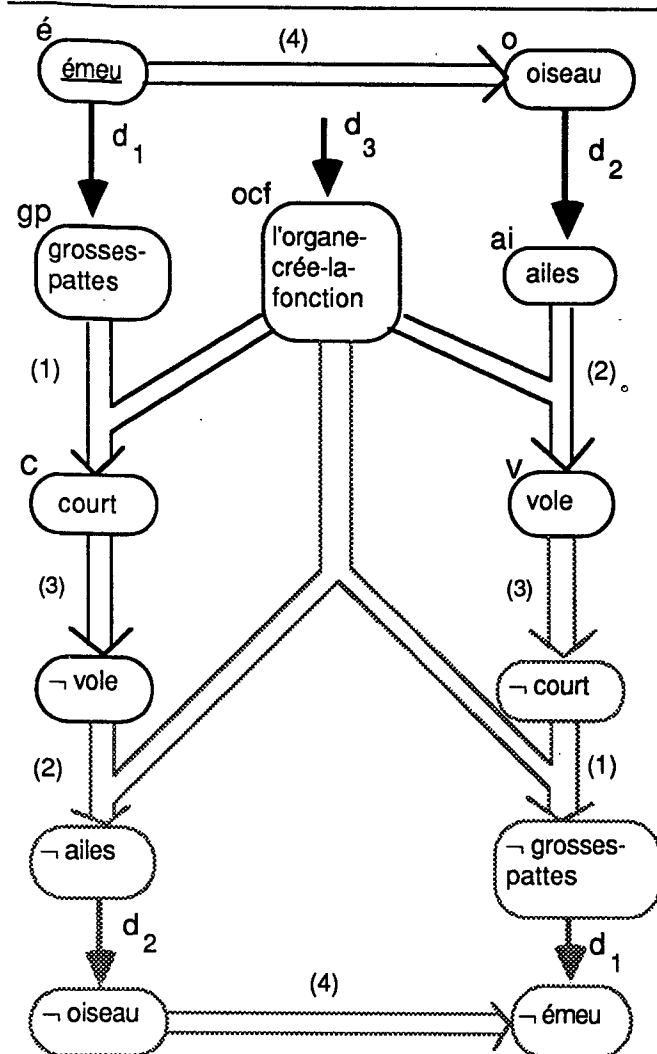 é
émeu
(4)
o
oiseau
d1
d3
d2
gp
grosses-
pattes
ocf
l'organe-
crée-la-
fonction
ai
ailes
(1)
(2)
c
court
v
vole
(3)
(3)
¬ vole
¬ court
(2)
(1)
¬ ailes
¬ grosses-
pattes
d2
d1
¬ oiseau
(4)
¬ émeu